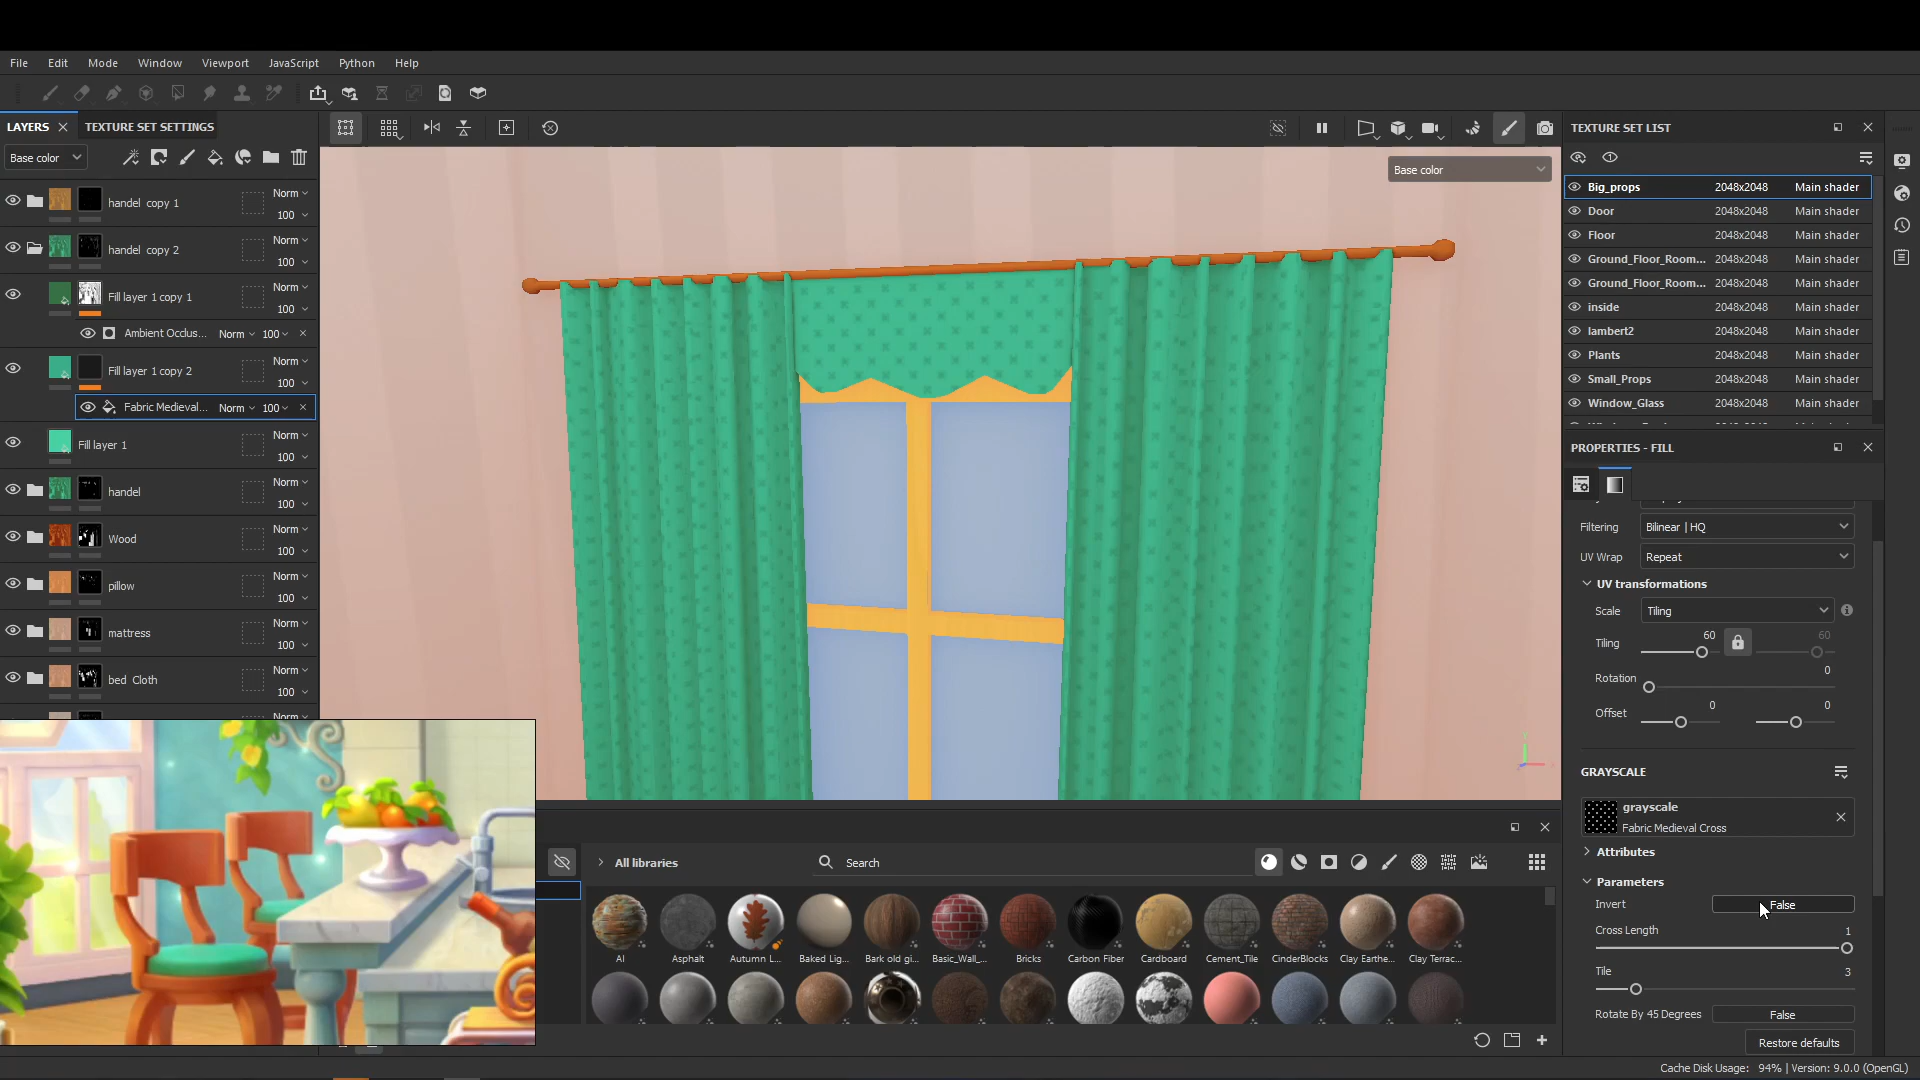 File Edit Mode Window Viewport JavaScript Python Help
LAYERS TEXTURE SET SETTINGS
Base color
handel copy 1 Norm 100
handel copy 2 Norm 100
Fill layer 1 copy 1 Norm 100
Ambient Occlus... Norm 100
Fill layer 1 copy 2 Norm 100
Fabric Medieval... Norm 100
Fill layer 1 Norm 100
handel Norm 100
Wood Norm 100
pillow Norm 100
mattress Norm 100
bed Cloth Norm 100
Norm
Base color
TEXTURE SET LIST
Big_props 2048x2048 Main shader
Door 2048x2048 Main shader
Floor 2048x2048 Main shader
Ground_Floor_Room... 2048x2048 Main shader
Ground_Floor_Room... 2048x2048 Main shader
inside 2048x2048 Main shader
lambert2 2048x2048 Main shader
Plants 2048x2048 Main shader
Small_Props 2048x2048 Main shader
Window_Glass 2048x2048 Main shader
PROPERTIES - FILL
Filtering Bilinear | HQ
UV Wrap Repeat
UV transformations
Scale Tiling
Tiling 60 60
Rotation 0
Offset 0 0
GRAYSCALE
grayscale
Fabric Medieval Cross
Attributes
Parameters
Invert False
Cross Length 1
Tile 3
Rotate By 45 Degrees False
Restore defaults
All libraries Search
AI Asphalt Autumn L... Baked Lig... Bark old gi... Basic_Wall_... Bricks Carbon Fiber Cardboard Cement_Tile CinderBlocks Clay Earthe... Clay Terrac...
Cache Disk Usage: 94% | Version: 9.0.0 (OpenGL)